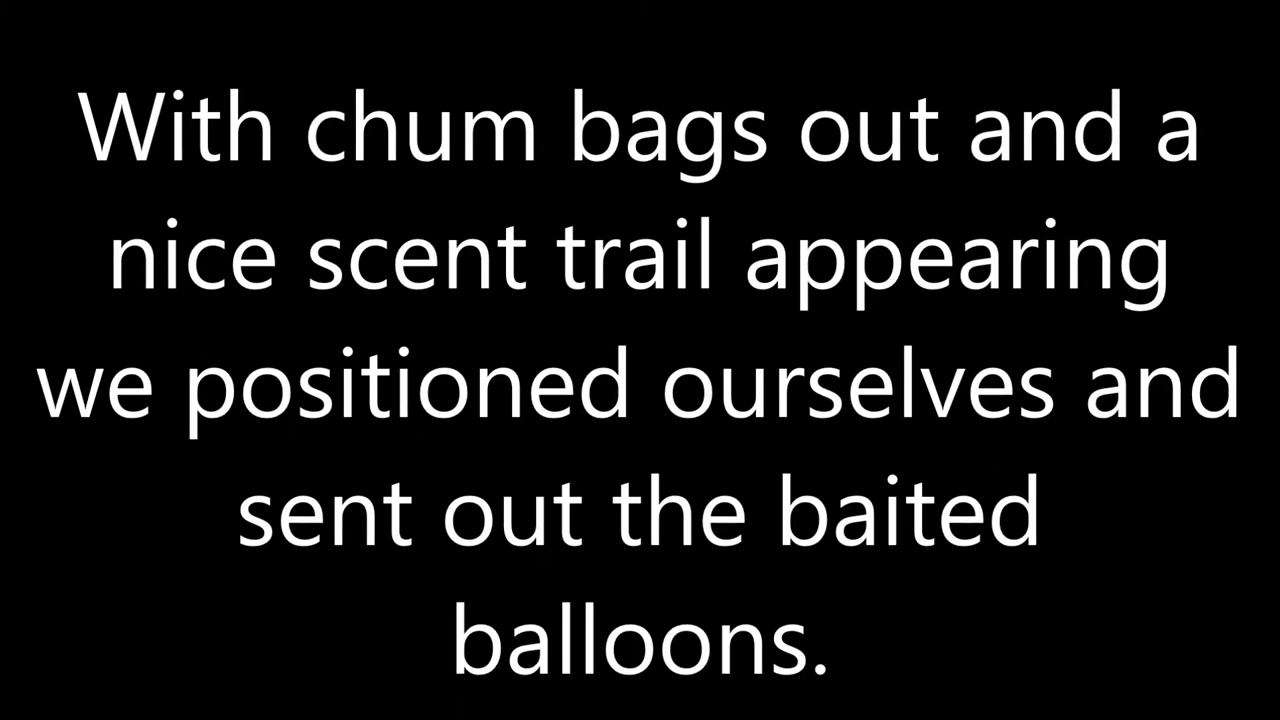 With chum bags out and a
nice scent trail appearing
we positioned ourselves and
sent out the baited
balloons.